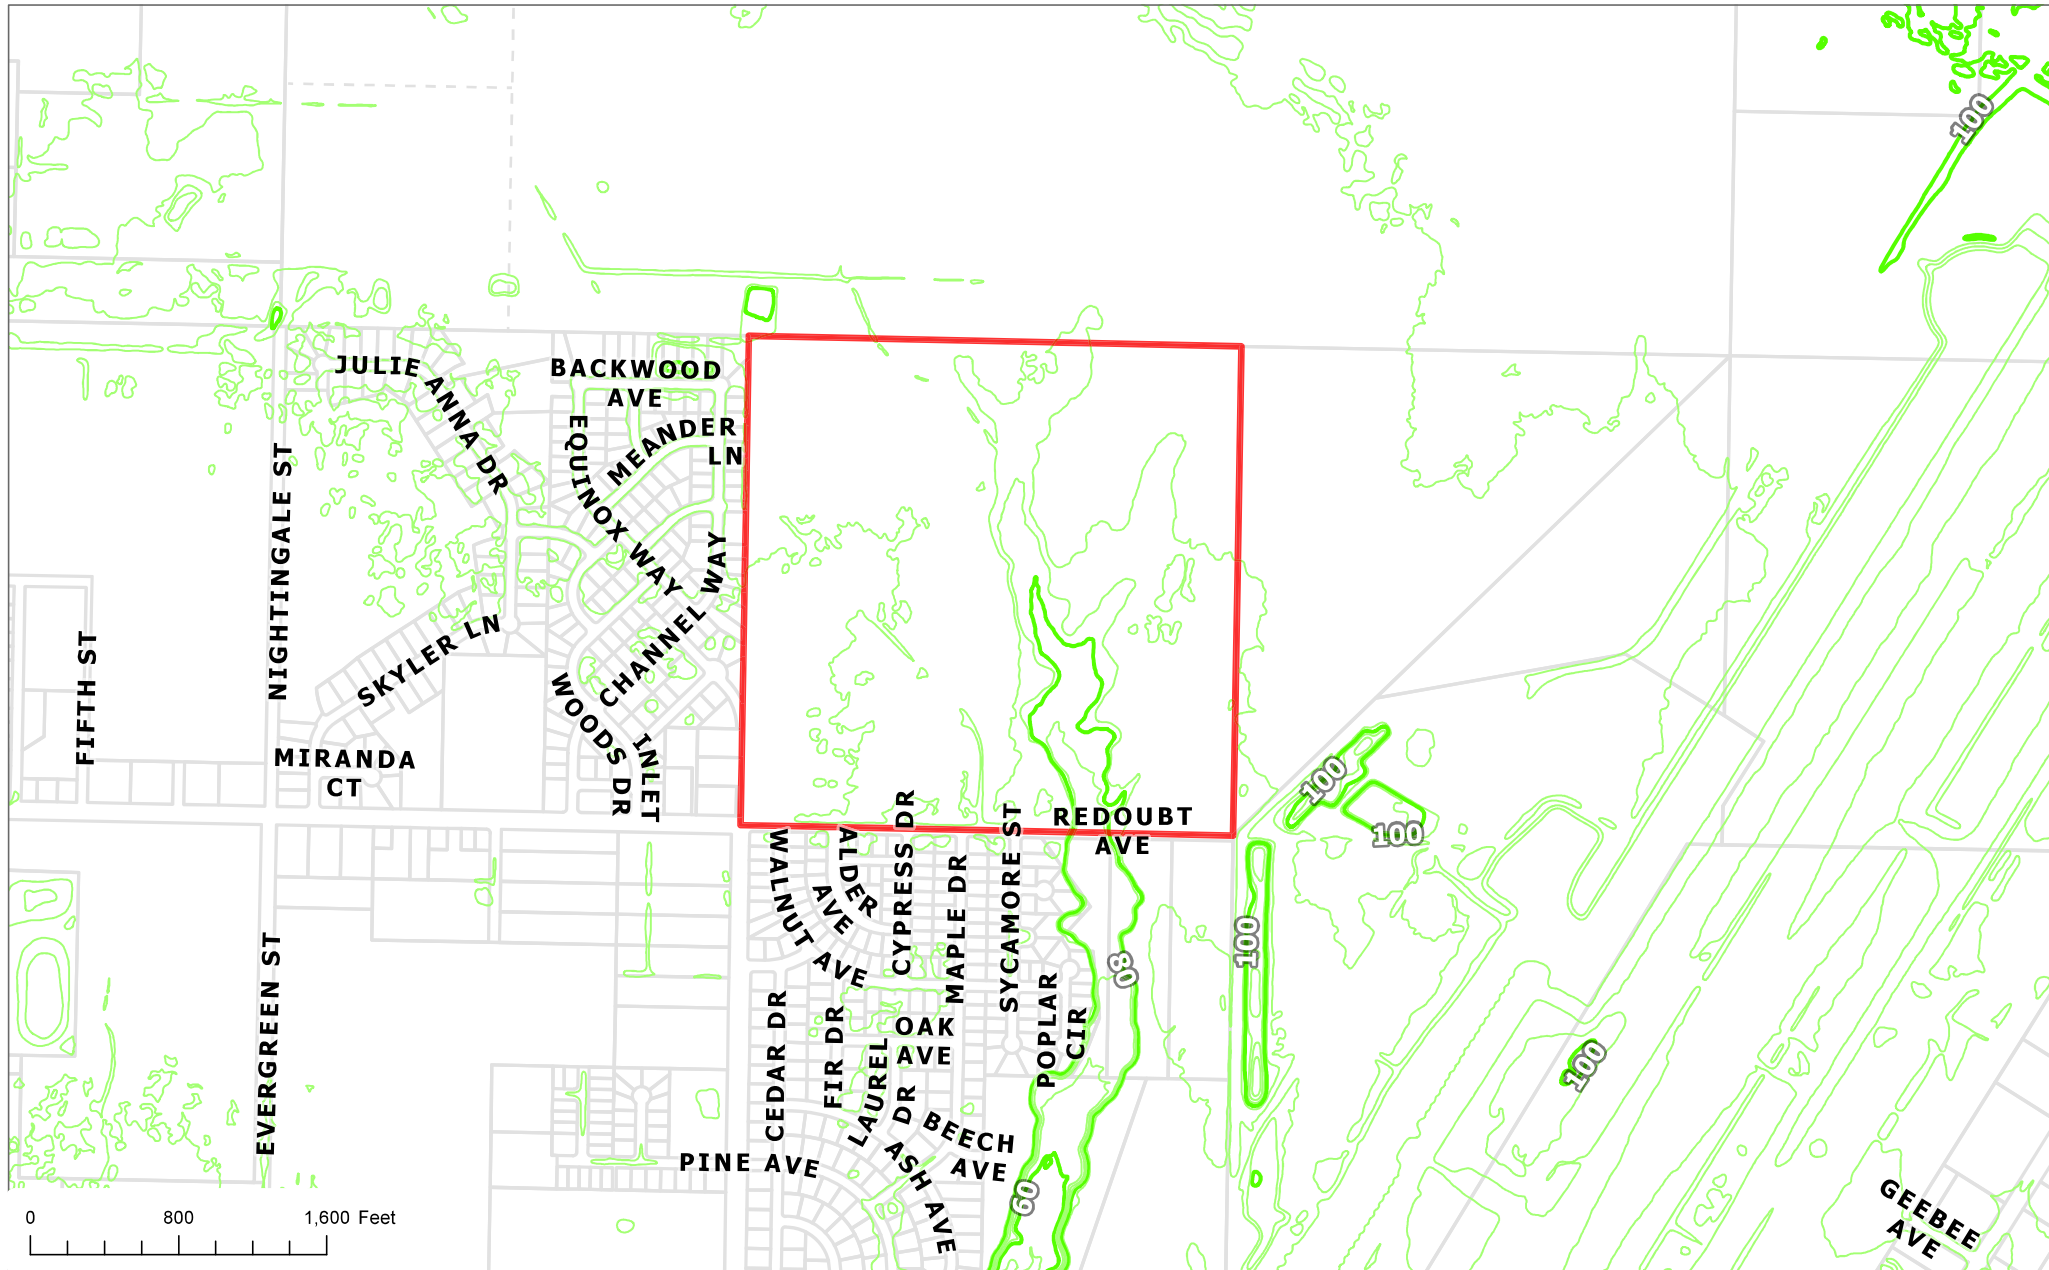 100
JULIE ANNA DR
BACKWOOD
AVE
MEANDER
LN
EQUINOX WAY
NIGHTINGALE ST
CHANNEL WAY
SKYLER LN
FIFTH ST
WOODS DR
INLET
MIRANDA
CT
100
100
REDOUBT
AVE
WALNUT AVE
ALDER
AVE
CYPRESS DR
MAPLE DR
SYCAMORE ST
100
80
EVERGREEN ST
CEDAR DR
FIR DR
OAK
AVE
LAUREL
DR
POPLAR
CIR
100
BEECH
AVE
PINE AVE
ASH AVE
60
GEEBEE
AVE
0 800 1,600 Feet